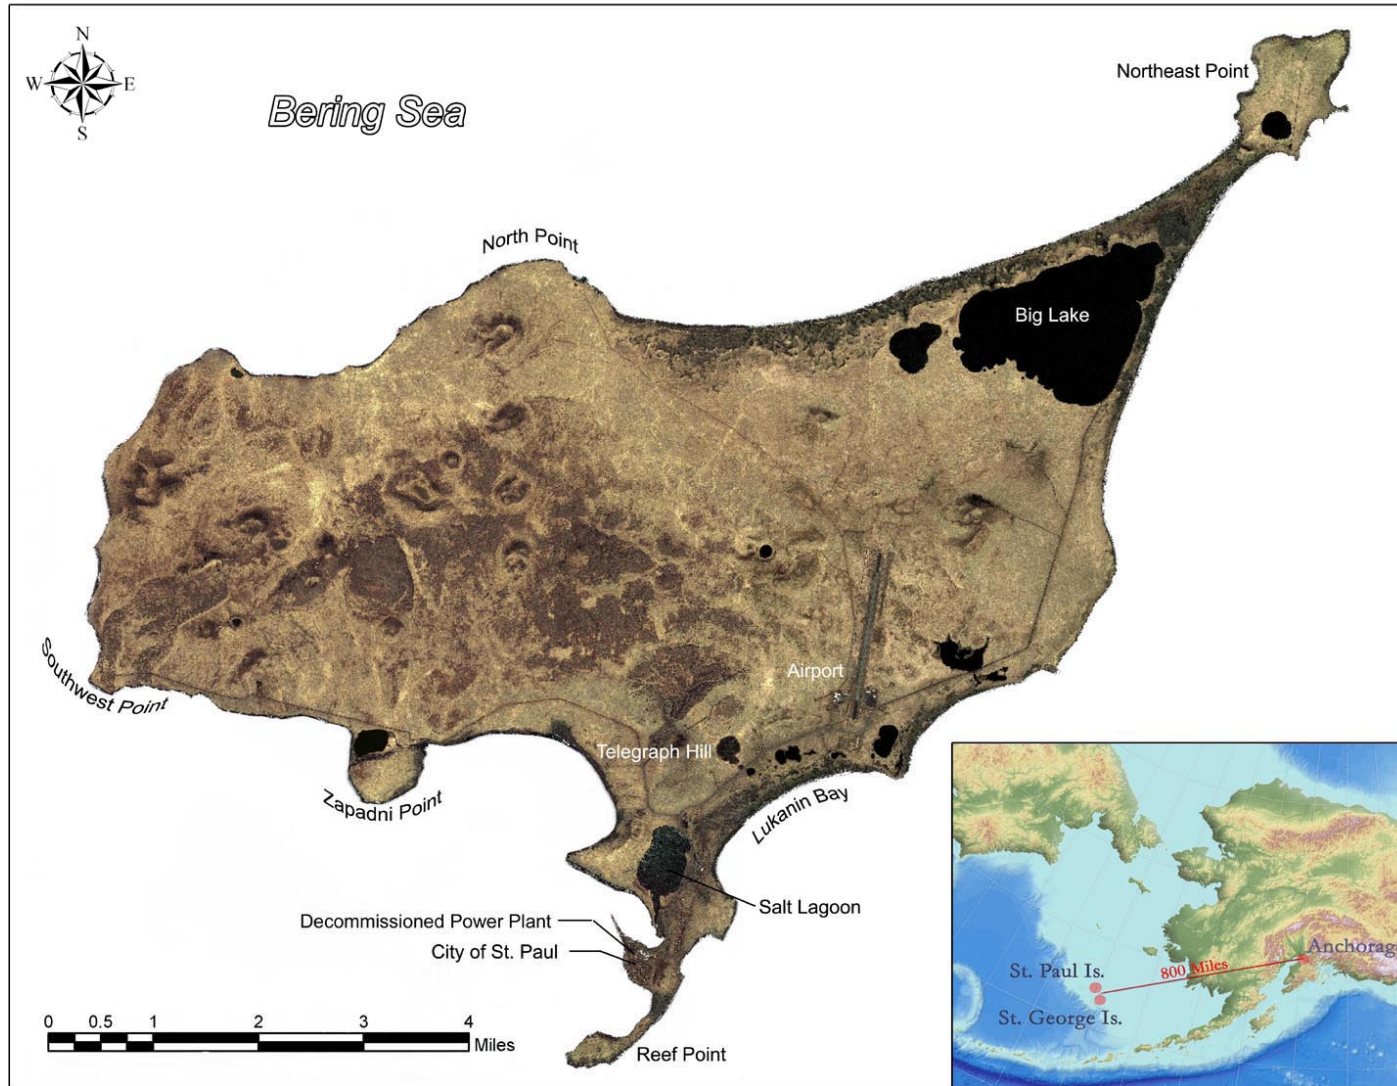 N
W E
S
Bering Sea
Northeast Point
North Point
Big Lake
Airport
Southwest Point
Telegraph Hill
Zapadni Point
Lukanin Bay
Salt Lagoon
Decommissioned Power Plant
City of St. Paul
Reef Point
0 0.5 1 2 3 4
Miles
Anchorag
800 Miles
St. Paul Is.
St. George Is.